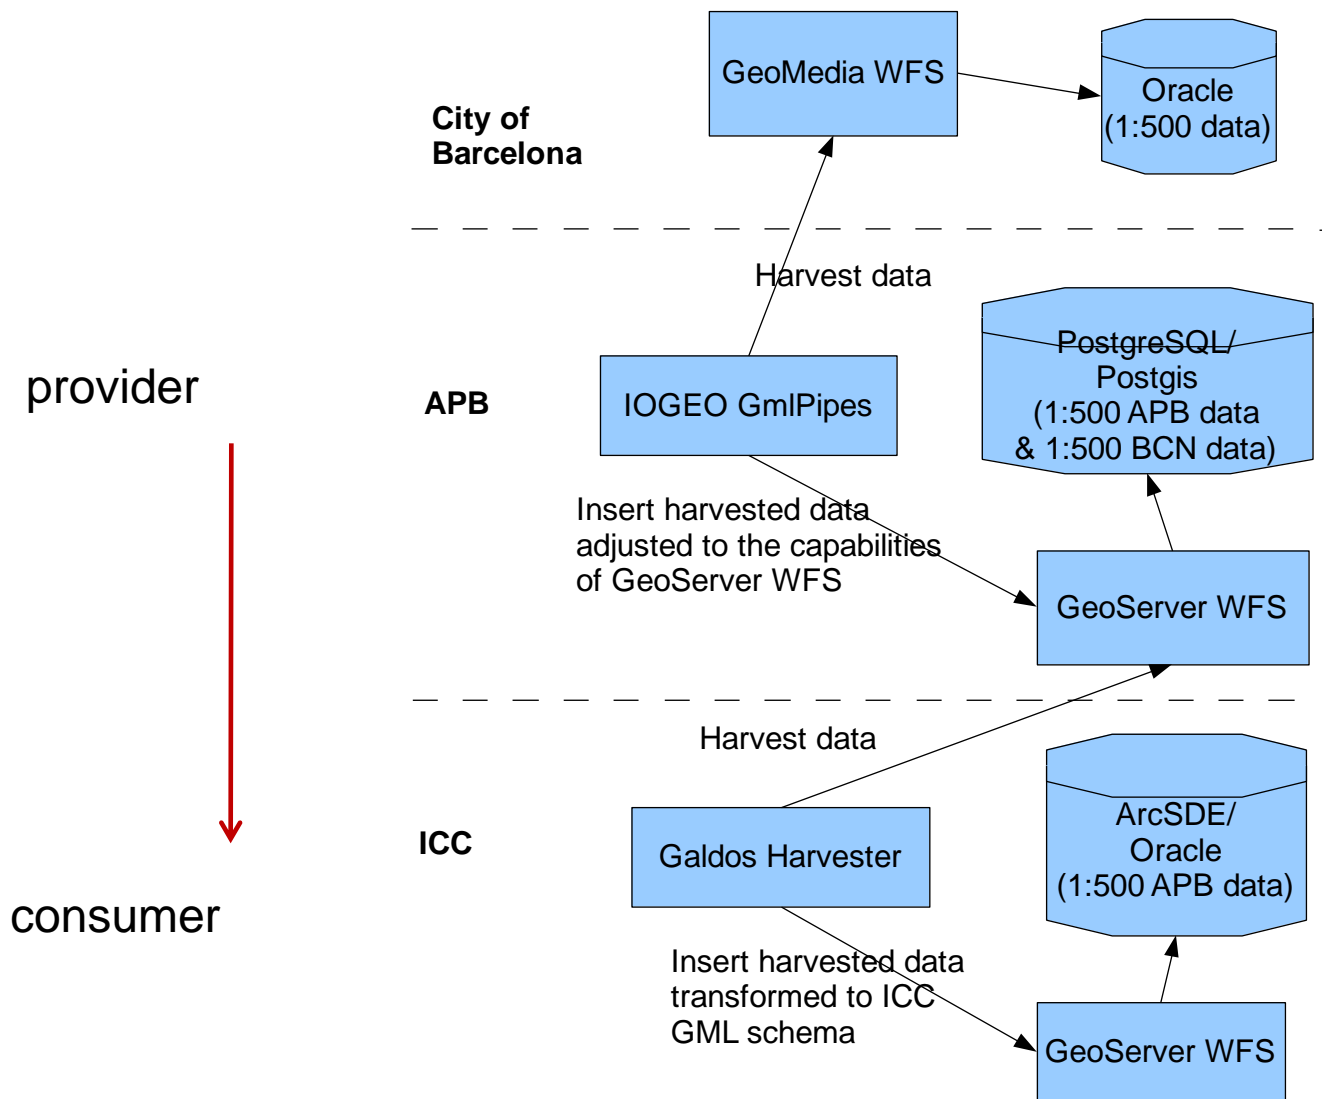 GeoMedia WFS
Oracle
(1:500 data)
City of
Barcelona
Harvest data
provider
APB
IOGEO GmlPipes
PostgreSQL/
Postgis
(1:500 APB data
& 1:500 BCN data)
Insert harvested data
adjusted to the capabilities
of GeoServer WFS
GeoServer WFS
Harvest data
ICC
Galdos Harvester
ArcSDE/
Oracle
(1:500 APB data)
consumer
Insert harvested data
transformed to ICC
GML schema
GeoServer WFS